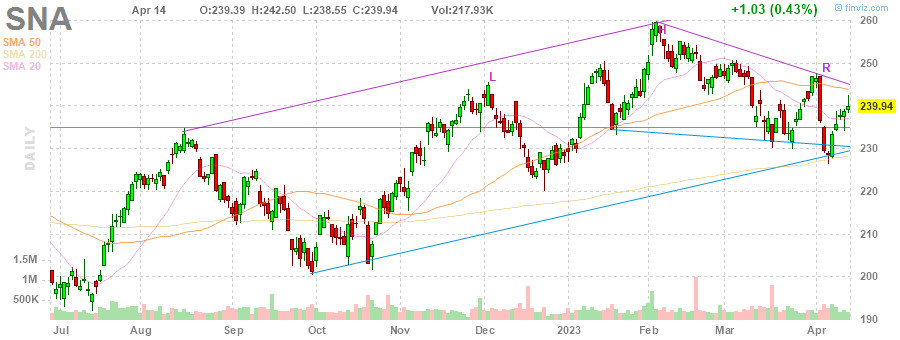 SNA Apr 14 O:239.39 H:242.50 L:238.55 C:239.94 Vol:217.93K +1.03 (0.43%) © finviz.com
SMA 50
SMA 200
SMA 20
DAILY
260
250
239.94
230
220
210
200
190
1.5M
1M
500K
L
H
R
Jul Aug Sep Oct Nov Dec 2023 Feb Mar Apr